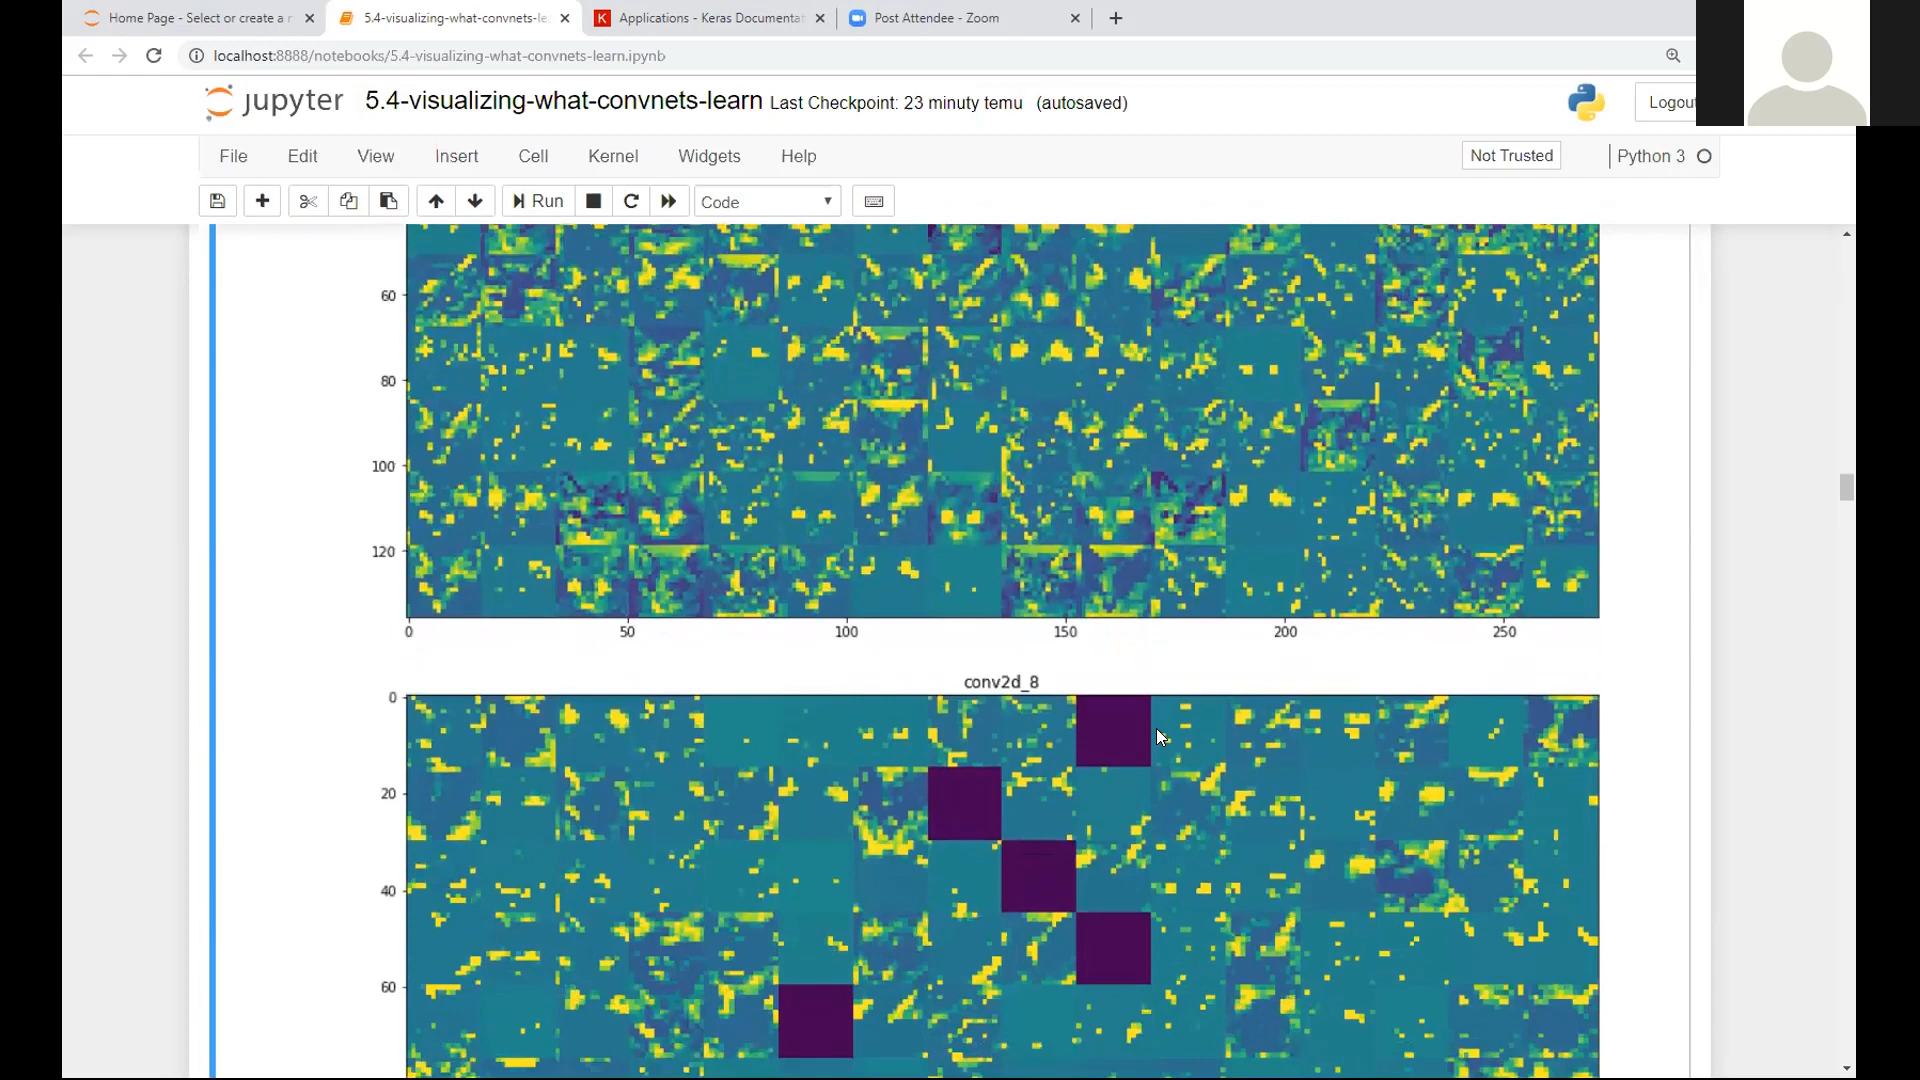 Home Page - Select or create a n
5.4-visualizing-what-convnets-le
Applications - Keras Documentat
Post Attendee - Zoom
localhost:8888/notebooks/5.4-visualizing-what-convnets-learn.ipynb
jupyter
5.4-visualizing-what-convnets-learn Last Checkpoint: 23 minuty temu (autosaved)
Logout
File Edit View Insert Cell Kernel Widgets Help
Not Trusted
Python 3
Run
Code
60
80
100
120
0 50 100 150 200 250
conv2d_8
0
20
40
60